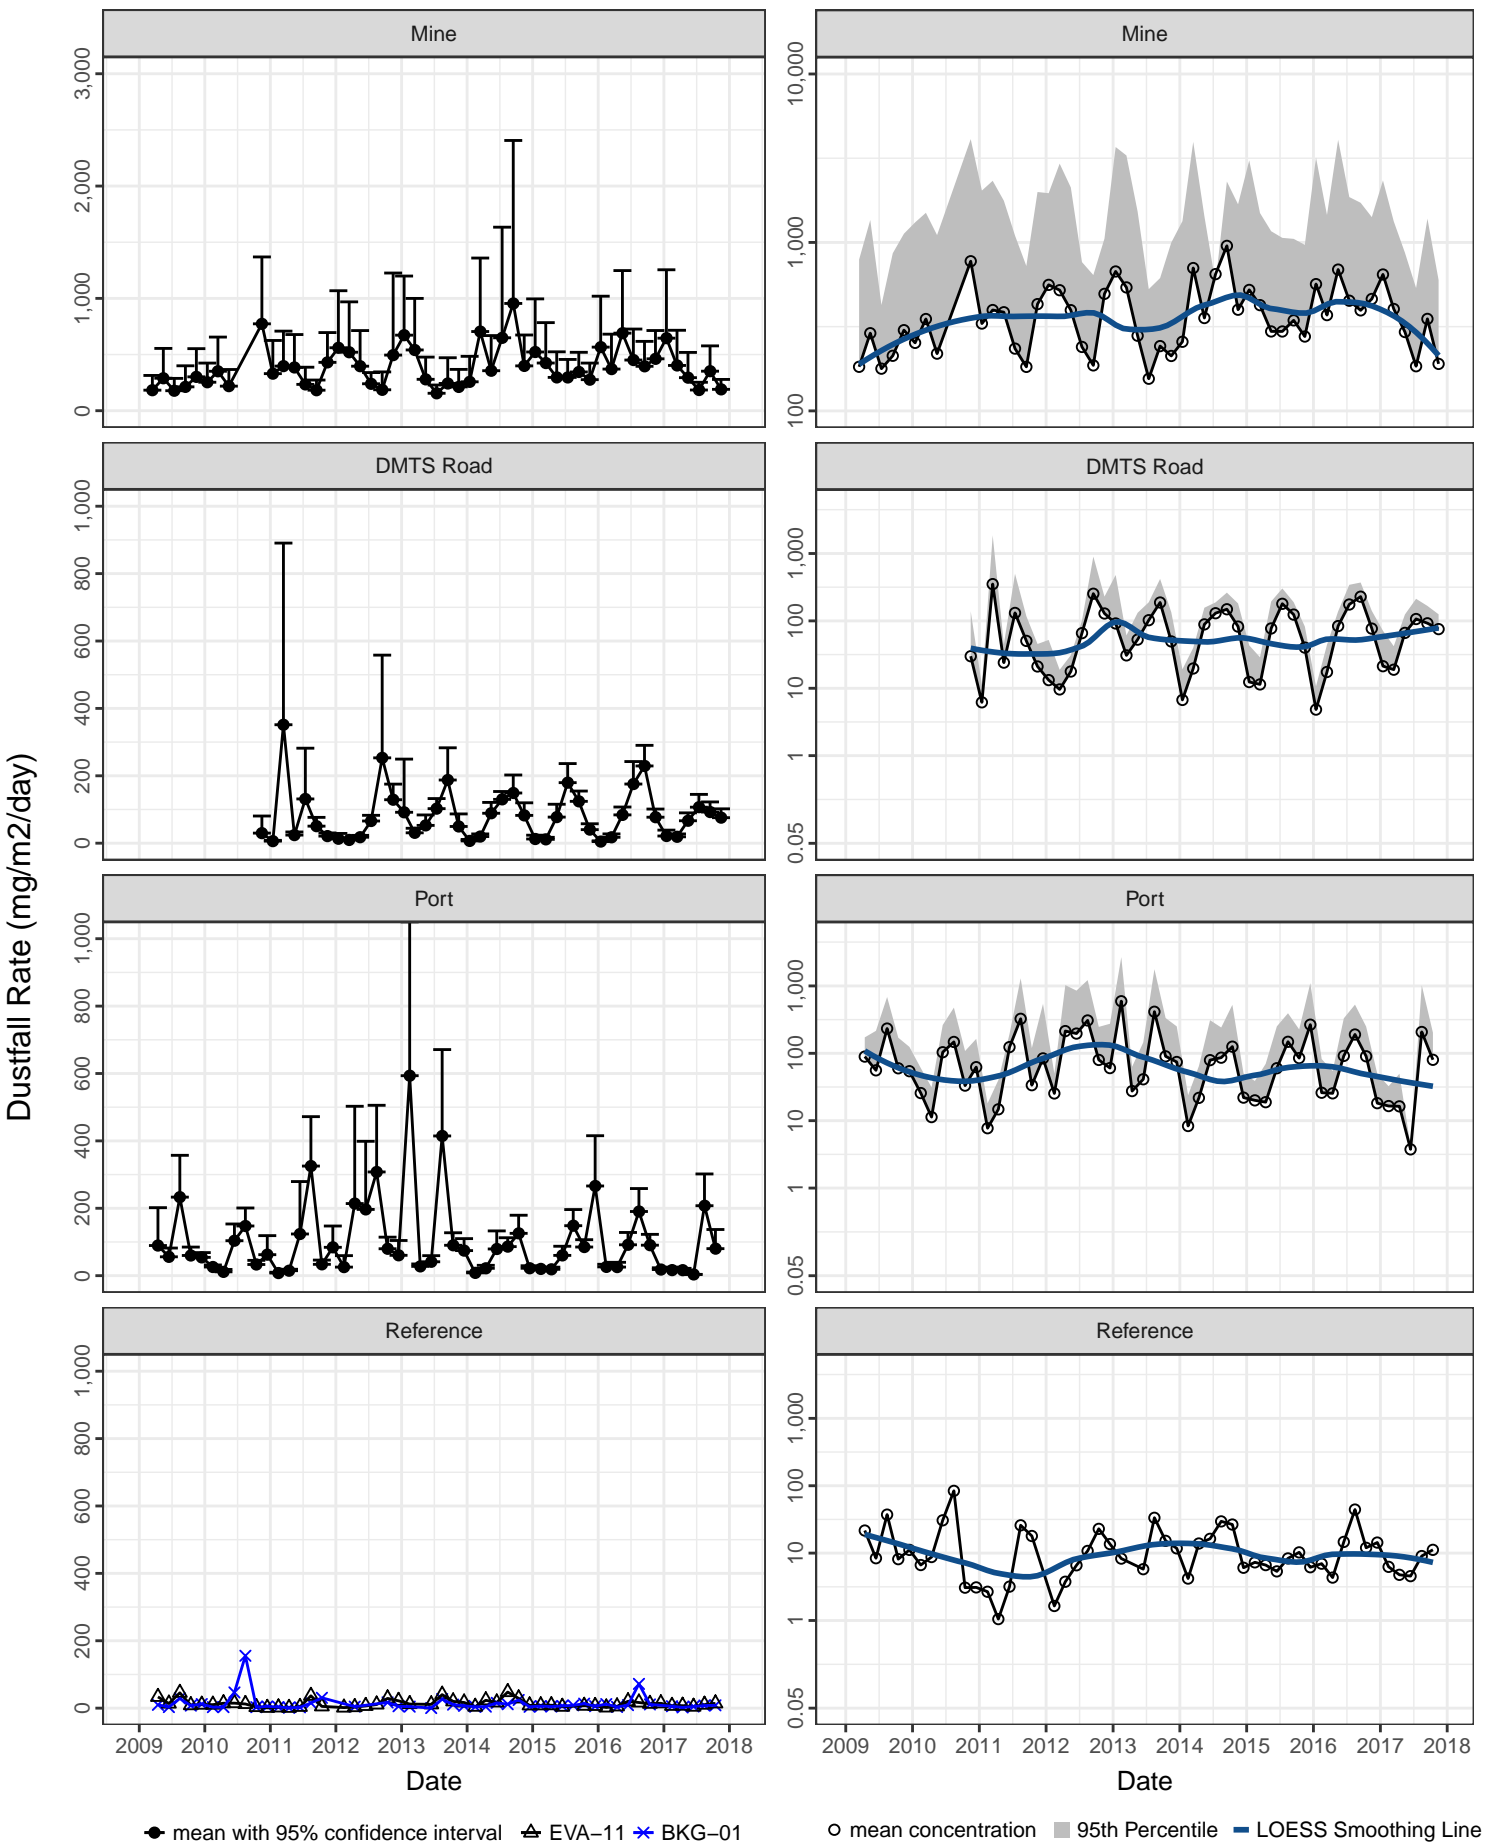 Mine
Mine
3,000
2,000
1,000
0
10,000
1,000
100
DMTS Road
DMTS Road
1,000
800
600
400
200
0
1,000
100
10
1
0.05
Dustfall Rate (mg/m2/day)
Port
Port
1,000
800
600
400
200
0
1,000
100
10
1
0.05
Reference
Reference
1,000
800
600
400
200
0
1,000
100
10
1
0.05
2009 2010 2011 2012 2013 2014 2015 2016 2017 2018
2009 2010 2011 2012 2013 2014 2015 2016 2017 2018
Date
Date
mean with 95% confidence interval EVA−11 BKG−01
mean concentration 95th Percentile LOESS Smoothing Line